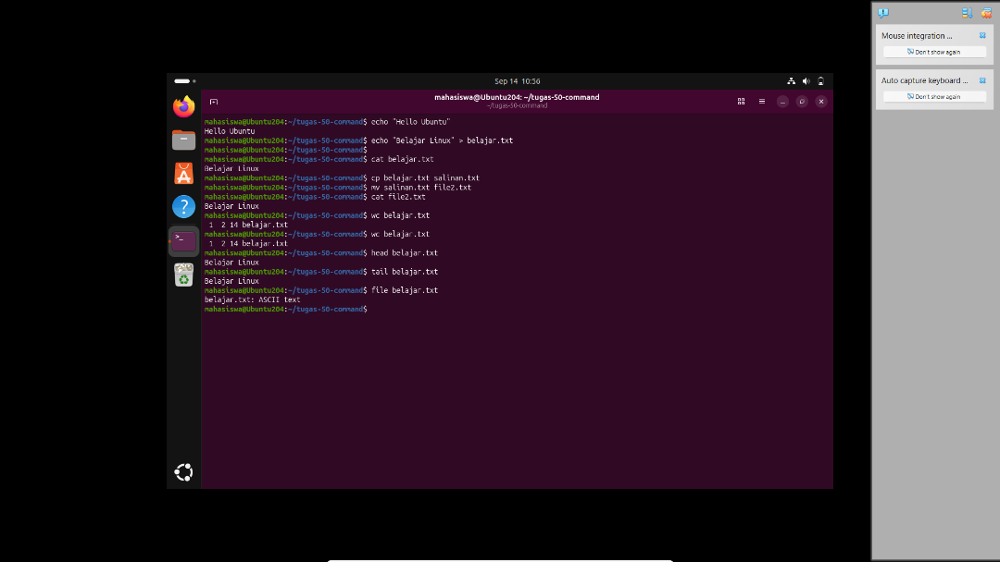 Sep 14 10:56
mahasiswa@Ubuntu204: ~/tugas-50-command
~/tugas-50-command
mahasiswa@Ubuntu204:~/tugas-50-command$ echo "Hello Ubuntu"
Hello Ubuntu
mahasiswa@Ubuntu204:~/tugas-50-command$ echo "Belajar Linux" > belajar.txt
mahasiswa@Ubuntu204:~/tugas-50-command$
mahasiswa@Ubuntu204:~/tugas-50-command$ cat belajar.txt
Belajar Linux
mahasiswa@Ubuntu204:~/tugas-50-command$ cp belajar.txt salinan.txt
mahasiswa@Ubuntu204:~/tugas-50-command$ mv salinan.txt file2.txt
mahasiswa@Ubuntu204:~/tugas-50-command$ cat file2.txt
Belajar Linux
mahasiswa@Ubuntu204:~/tugas-50-command$ wc belajar.txt
 1  2 14 belajar.txt
mahasiswa@Ubuntu204:~/tugas-50-command$ wc belajar.txt
 1  2 14 belajar.txt
mahasiswa@Ubuntu204:~/tugas-50-command$ head belajar.txt
Belajar Linux
mahasiswa@Ubuntu204:~/tugas-50-command$ tail belajar.txt
Belajar Linux
mahasiswa@Ubuntu204:~/tugas-50-command$ file belajar.txt
belajar.txt: ASCII text
mahasiswa@Ubuntu204:~/tugas-50-command$
Mouse integration ...
Don't show again
Auto capture keyboard ...
Don't show again